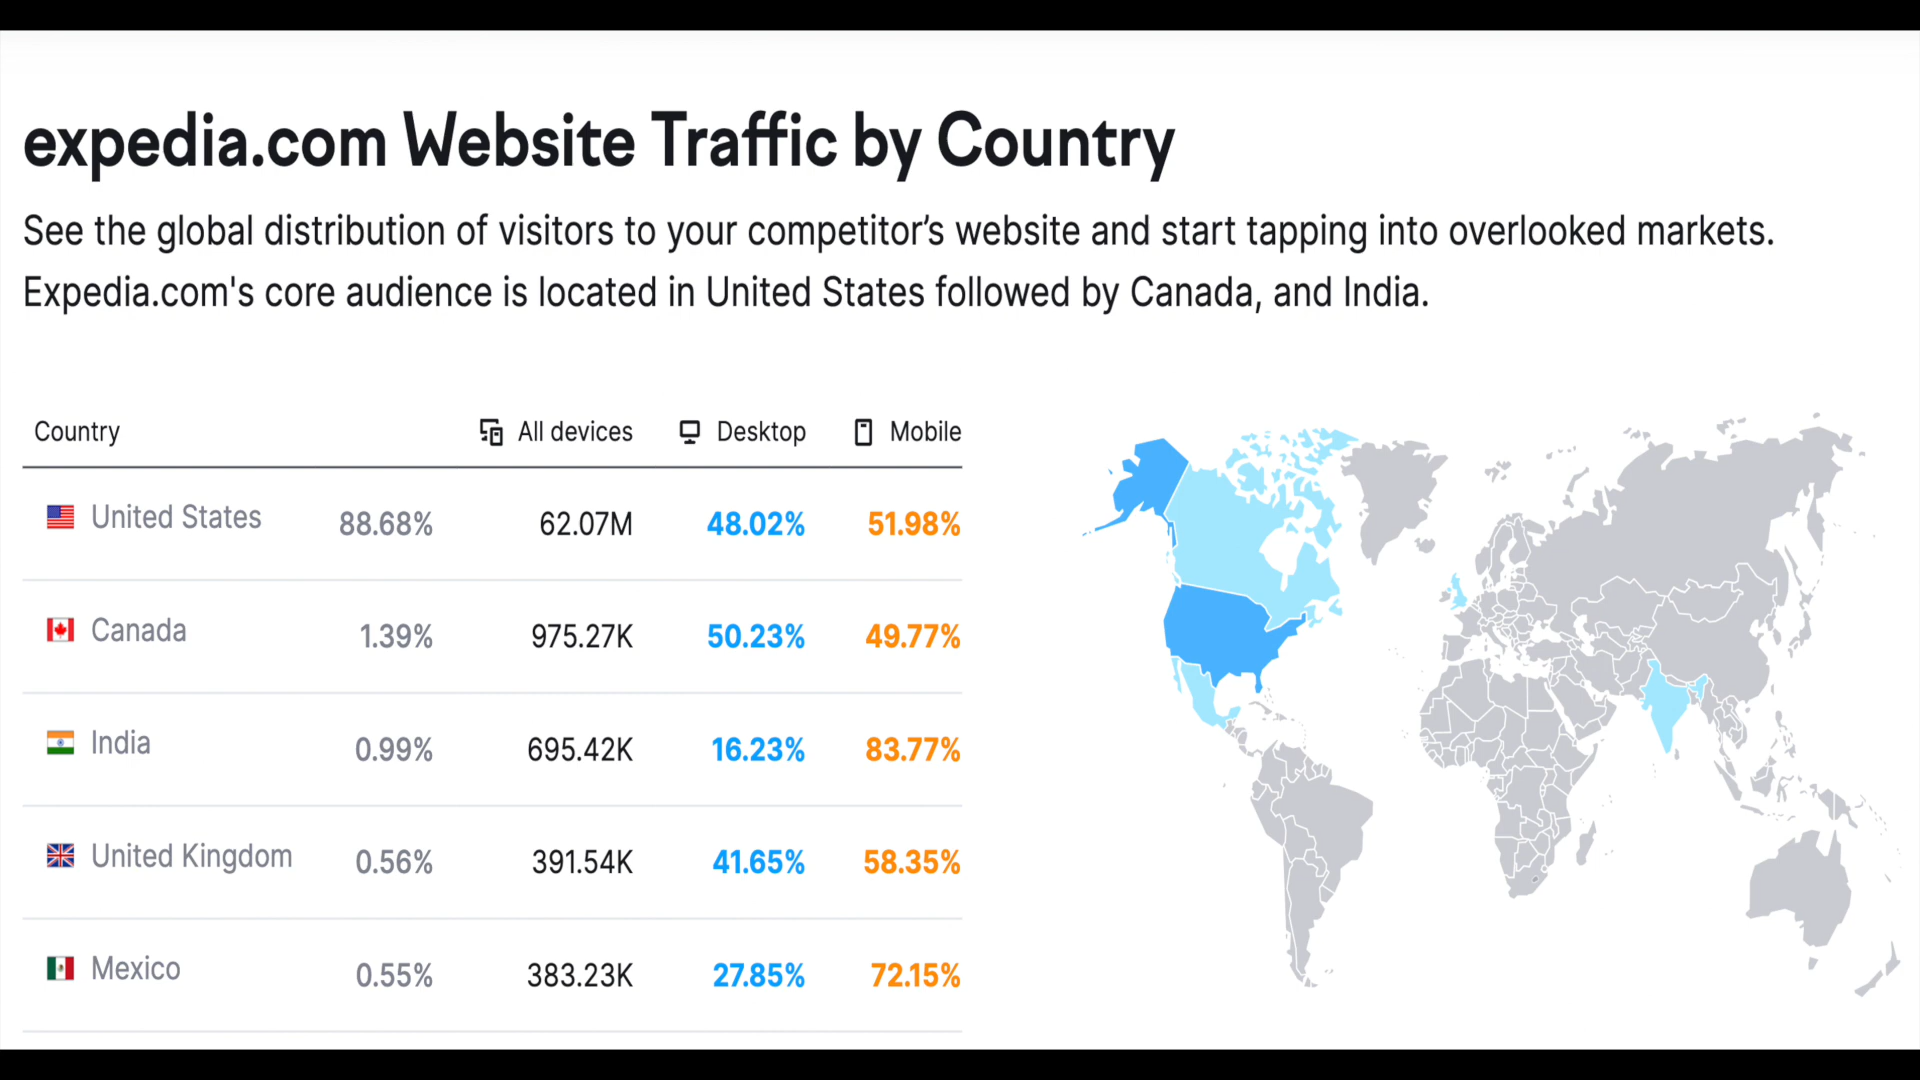 expedia.com Website Traffic by Country
See the global distribution of visitors to your competitor’s website and start tapping into overlooked markets.
Expedia.com's core audience is located in United States followed by Canada, and India.
Country All devices Desktop Mobile
United States 88.68% 62.07M 48.02% 51.98%
Canada 1.39% 975.27K 50.23% 49.77%
India 0.99% 695.42K 16.23% 83.77%
United Kingdom 0.56% 391.54K 41.65% 58.35%
Mexico 0.55% 383.23K 27.85% 72.15%